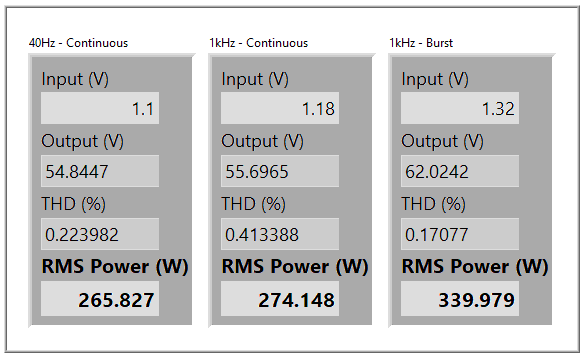 40Hz - Continuous
Input (V)
1.1
Output (V)
54.8447
THD (%)
0.223982
RMS Power (W)
265.827
1kHz - Continuous
Input (V)
1.18
Output (V)
55.6965
THD (%)
0.413388
RMS Power (W)
274.148
1kHz - Burst
Input (V)
1.32
Output (V)
62.0242
THD (%)
0.17077
RMS Power (W)
339.979